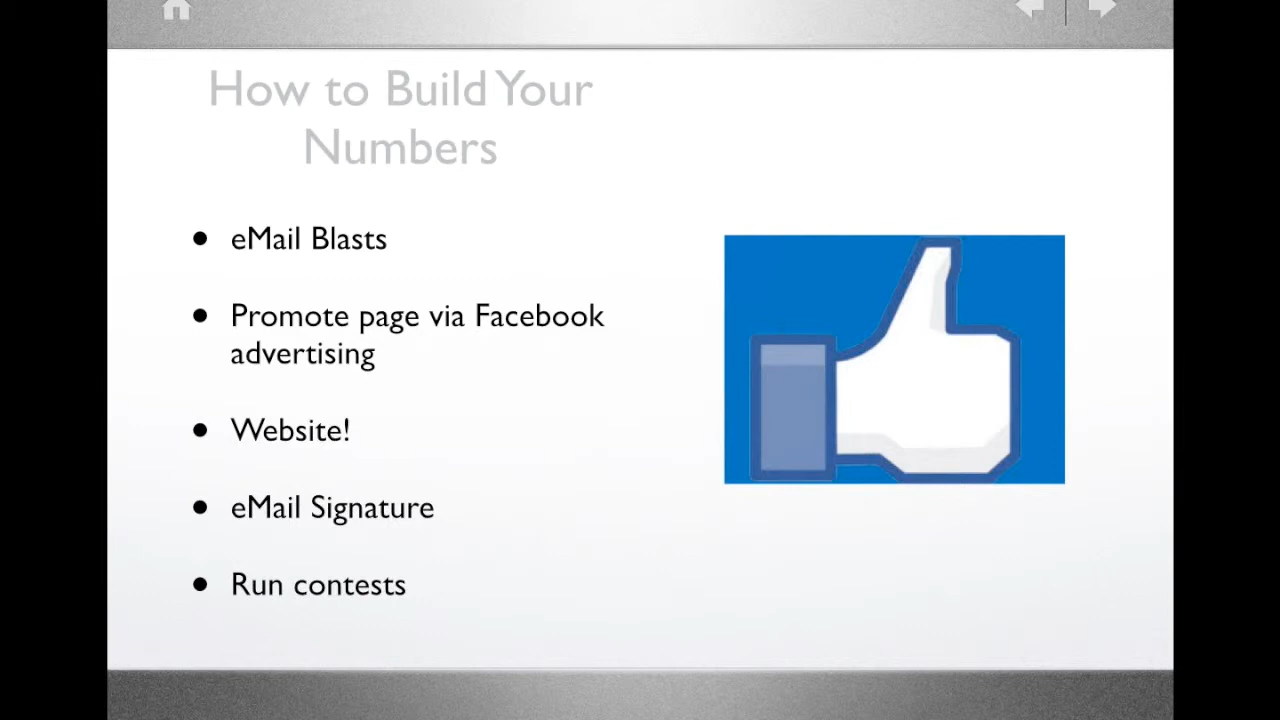 How to Build Your
Numbers
• eMail Blasts
• Promote page via Facebook
advertising
• Website!
• eMail Signature
• Run contests